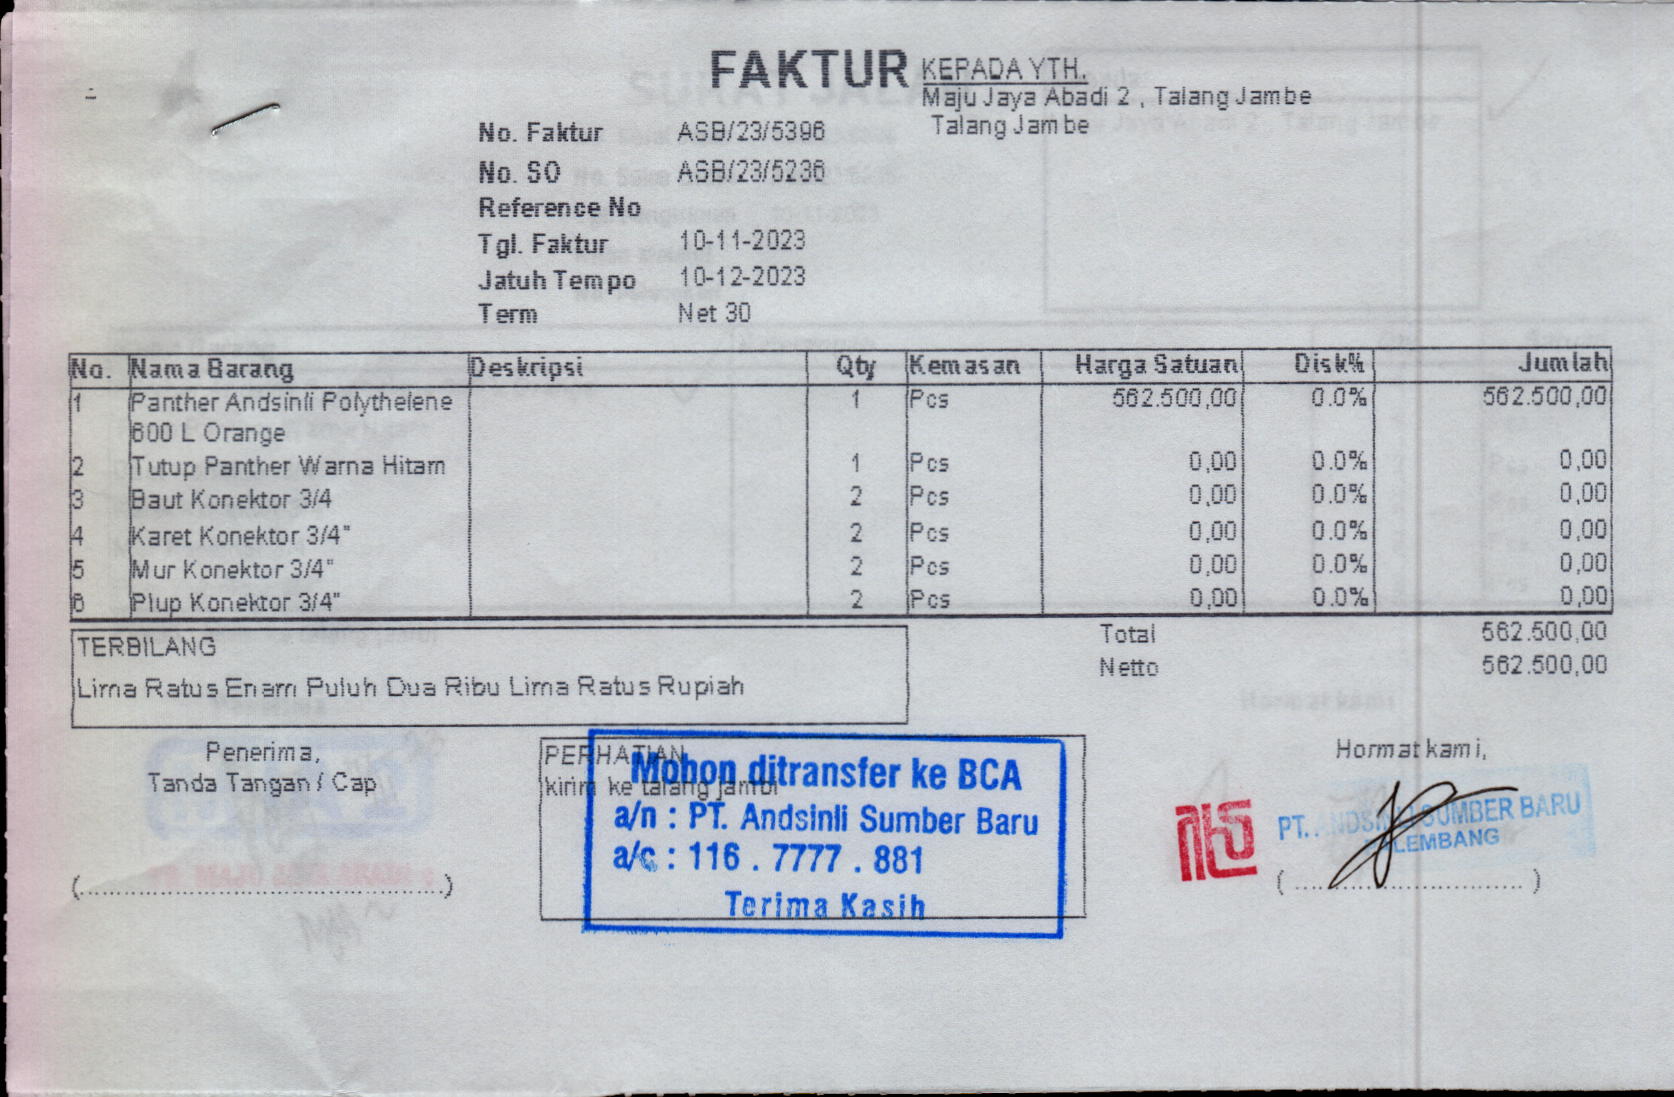 FAKTUR
KEPADA YTH.
Maju Jaya Abadi 2 , Talang Jambe
Talang Jambe
No. Faktur ASB/23/5396
No. SO ASB/23/5236
Reference No
Tgl. Faktur 10-11-2023
Jatuh Tempo 10-12-2023
Term Net 30
No. Nama Barang Deskripsi Qty Kemasan Harga Satuan Disk% Jumlah
1 Panther Andsinli Polythelene 1 Pcs 562.500,00 0.0% 562.500,00
600 L Orange
2 Tutup Panther Warna Hitam 1 Pcs 0,00 0.0% 0,00
3 Baut Konektor 3/4 2 Pcs 0,00 0.0% 0,00
4 Karet Konektor 3/4" 2 Pcs 0,00 0.0% 0,00
5 Mur Konektor 3/4" 2 Pcs 0,00 0.0% 0,00
6 Plup Konektor 3/4" 2 Pcs 0,00 0.0% 0,00
Total 562.500,00
Netto 562.500,00
TERBILANG
Lima Ratus Enam Puluh Dua Ribu Lima Ratus Rupiah
Penerima,
Tanda Tangan / Cap
(........................................)
PERHATIAN
kirim ke talang jambi
Mohon ditransfer ke BCA
a/n : PT. Andsinli Sumber Baru
a/c : 116 . 7777 . 881
Terima Kasih
Hormat kami,
PT. ANDSINLI SUMBER BARU
PALEMBANG
( ............................ )